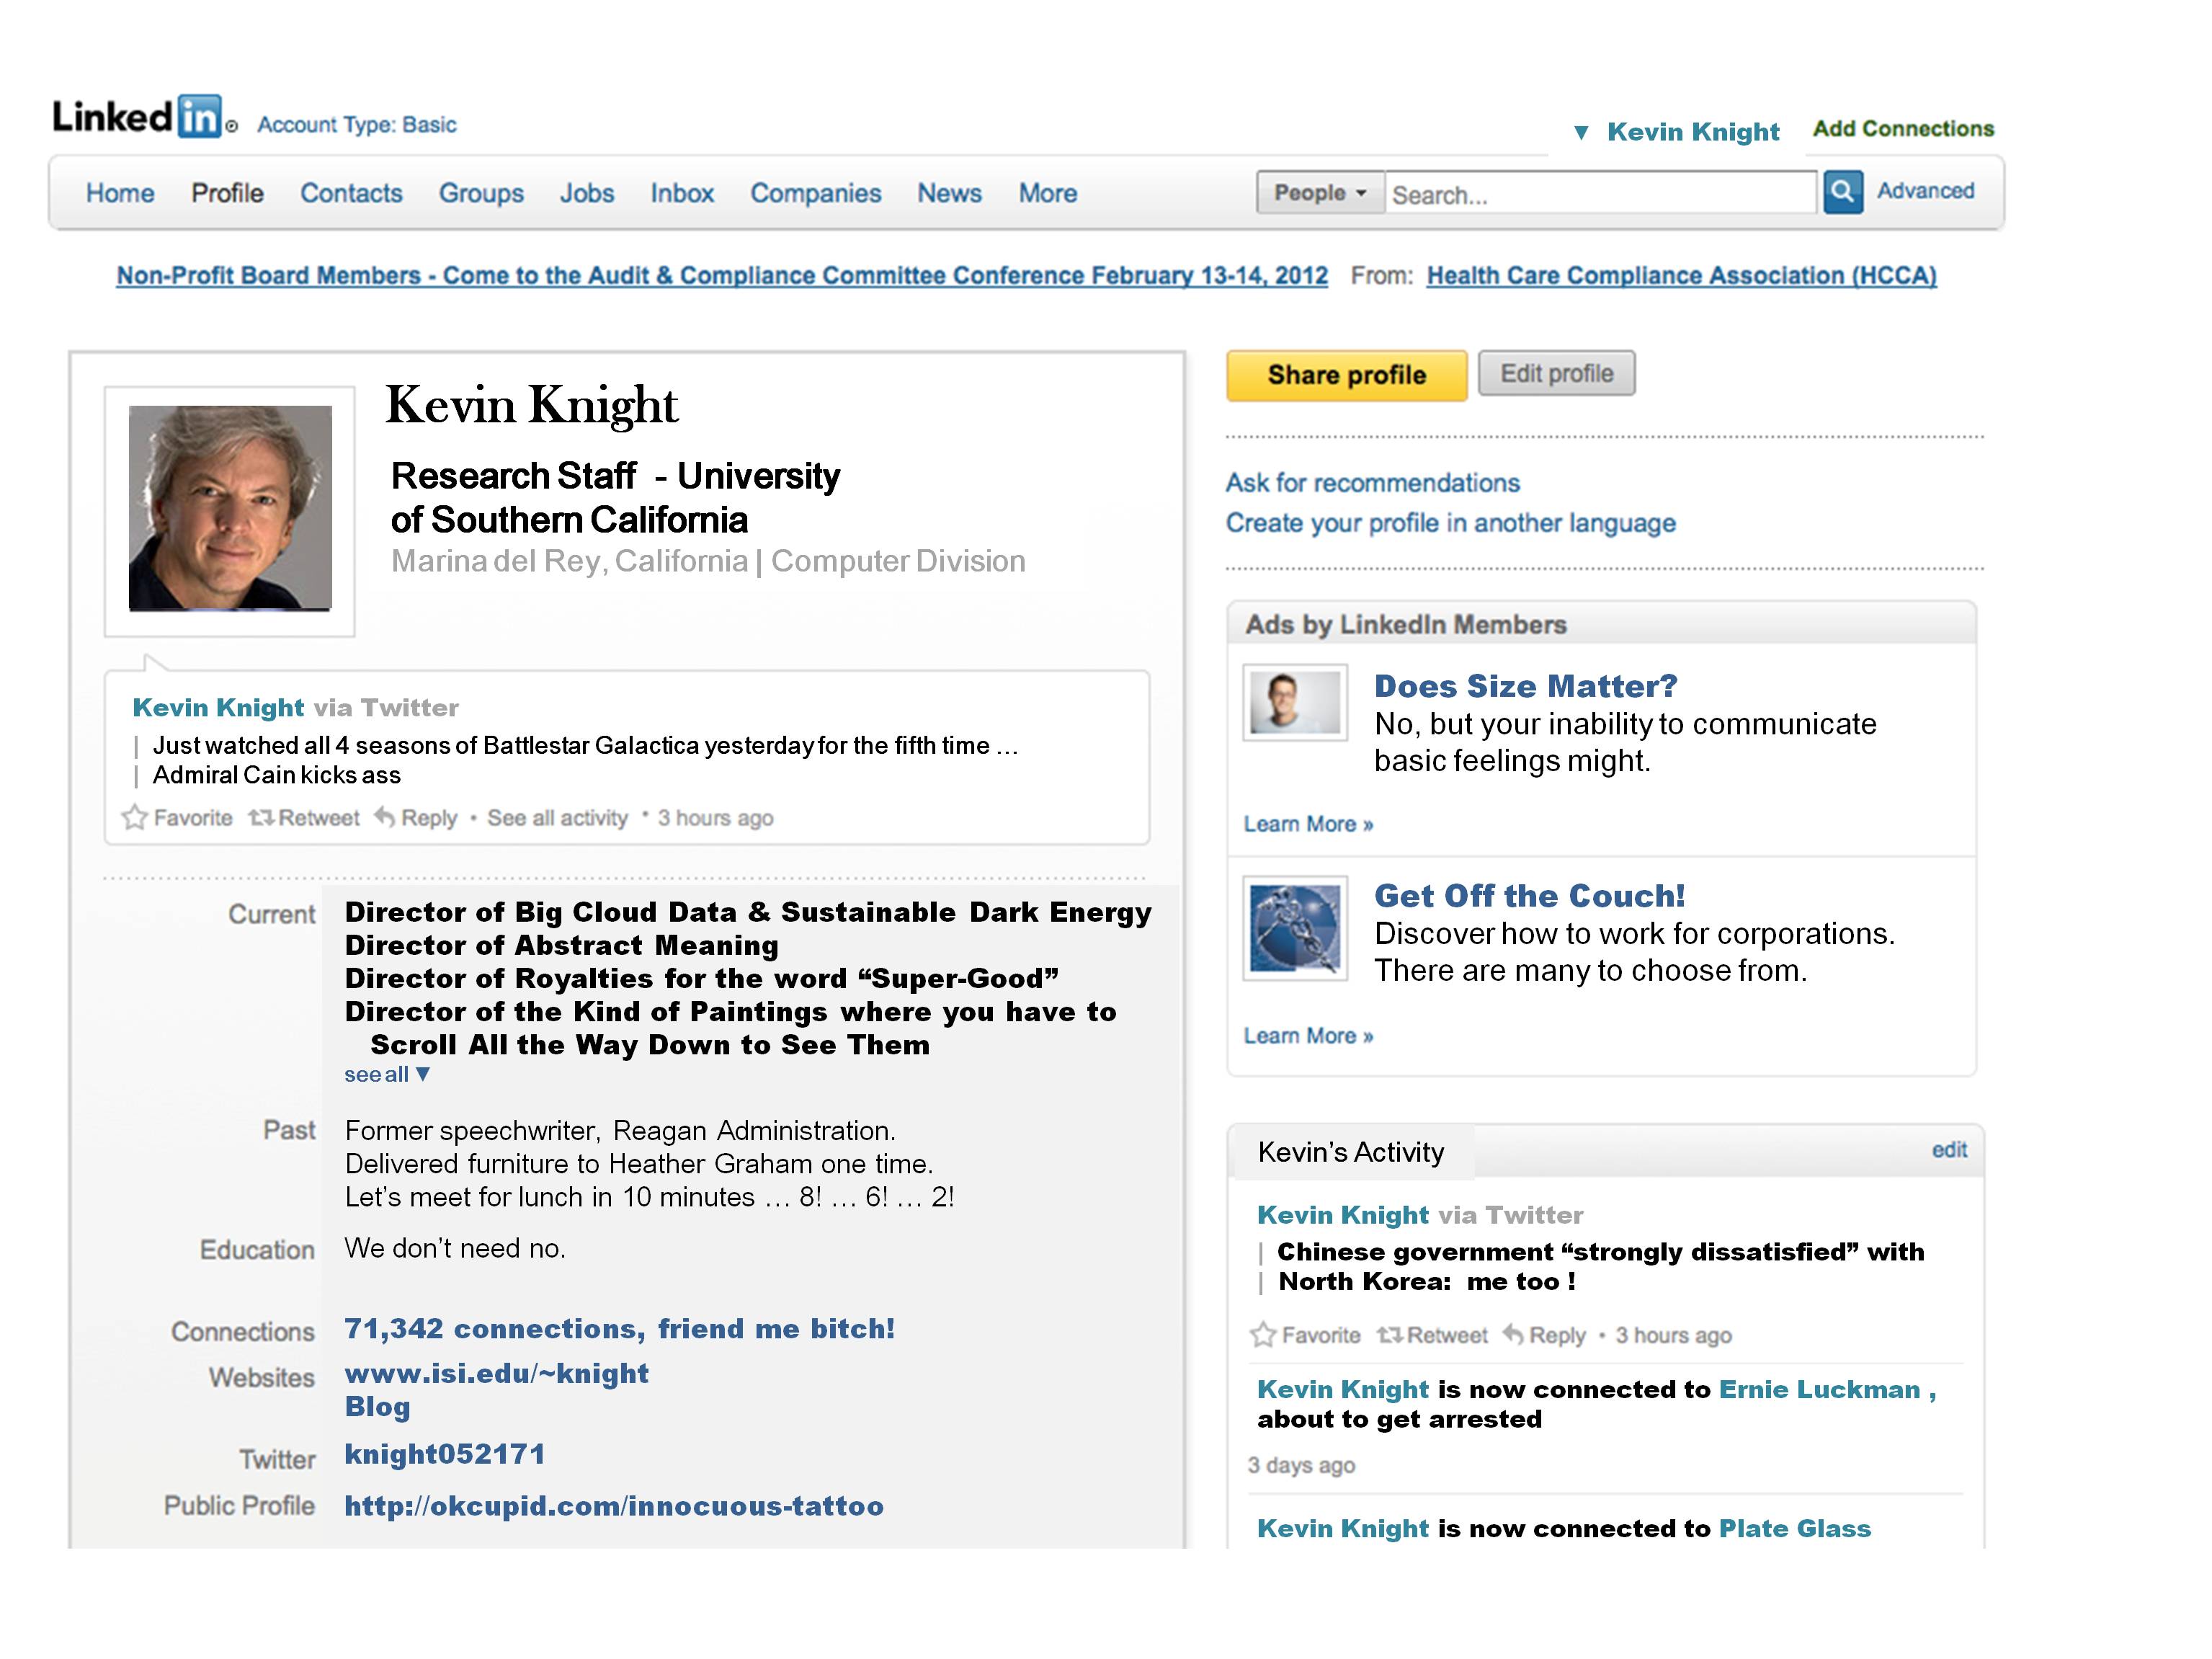 Linked in Account Type: Basic
▼ Kevin Knight Add Connections
Home Profile Contacts Groups Jobs Inbox Companies News More
People Search... Advanced
Non-Profit Board Members - Come to the Audit & Compliance Committee Conference February 13-14, 2012 From: Health Care Compliance Association (HCCA)
Kevin Knight
Research Staff - University
of Southern California
Marina del Rey, California | Computer Division
Kevin Knight via Twitter
| Just watched all 4 seasons of Battlestar Galactica yesterday for the fifth time …
| Admiral Cain kicks ass
Favorite Retweet Reply • See all activity • 3 hours ago
Current Director of Big Cloud Data & Sustainable Dark Energy
Director of Abstract Meaning
Director of Royalties for the word “Super-Good”
Director of the Kind of Paintings where you have to
Scroll All the Way Down to See Them
see all ▼
Past Former speechwriter, Reagan Administration.
Delivered furniture to Heather Graham one time.
Let’s meet for lunch in 10 minutes … 8! … 6! … 2!
Education We don’t need no.
Connections 71,342 connections, friend me bitch!
Websites www.isi.edu/~knight
Blog
Twitter knight052171
Public Profile http://okcupid.com/innocuous-tattoo
Share profile Edit profile
Ask for recommendations
Create your profile in another language
Ads by LinkedIn Members
Does Size Matter?
No, but your inability to communicate
basic feelings might.
Learn More »
Get Off the Couch!
Discover how to work for corporations.
There are many to choose from.
Learn More »
Kevin’s Activity edit
Kevin Knight via Twitter
| Chinese government “strongly dissatisfied” with
| North Korea: me too !
Favorite Retweet Reply • 3 hours ago
Kevin Knight is now connected to Ernie Luckman ,
about to get arrested
3 days ago
Kevin Knight is now connected to Plate Glass